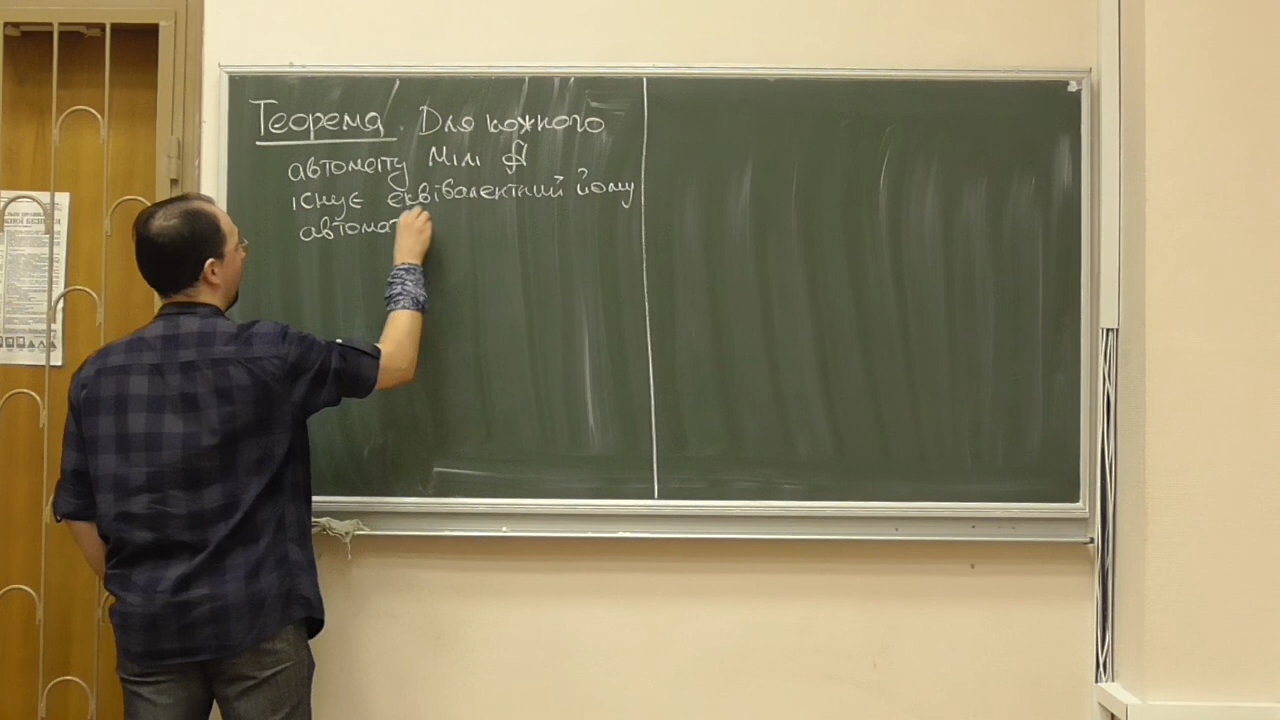 Теорема. Для кожного
автомату Мілі 𝒜
існує еквівалентний йому
автомат